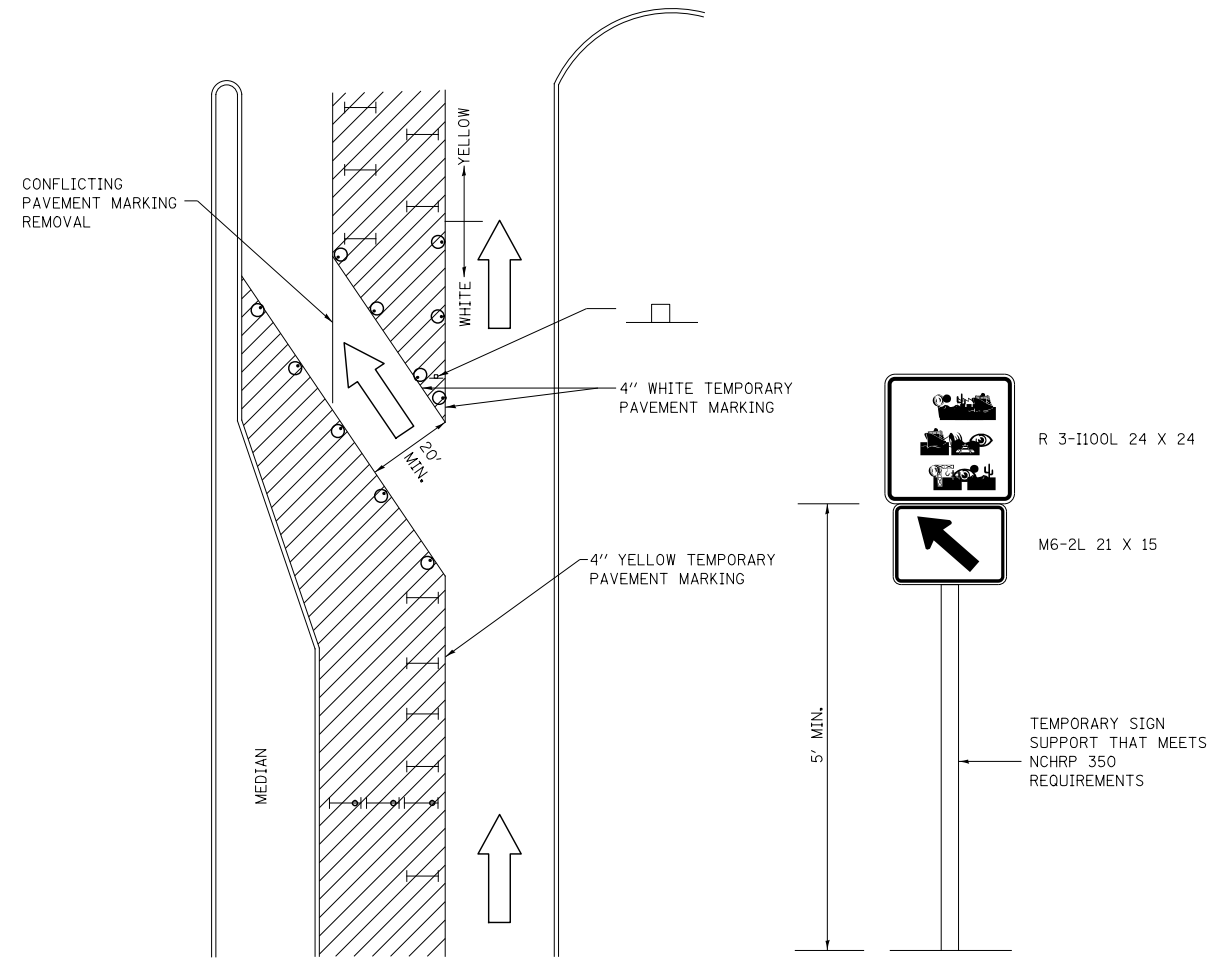 CONFLICTING
PAVEMENT MARKING
REMOVAL
YELLOW
WHITE
4" WHITE TEMPORARY
PAVEMENT MARKING
20'
MIN.
4" YELLOW TEMPORARY
PAVEMENT MARKING
MEDIAN
R 3-I100L 24 X 24
M6-2L 21 X 15
5' MIN.
TEMPORARY SIGN
SUPPORT THAT MEETS
NCHRP 350
REQUIREMENTS